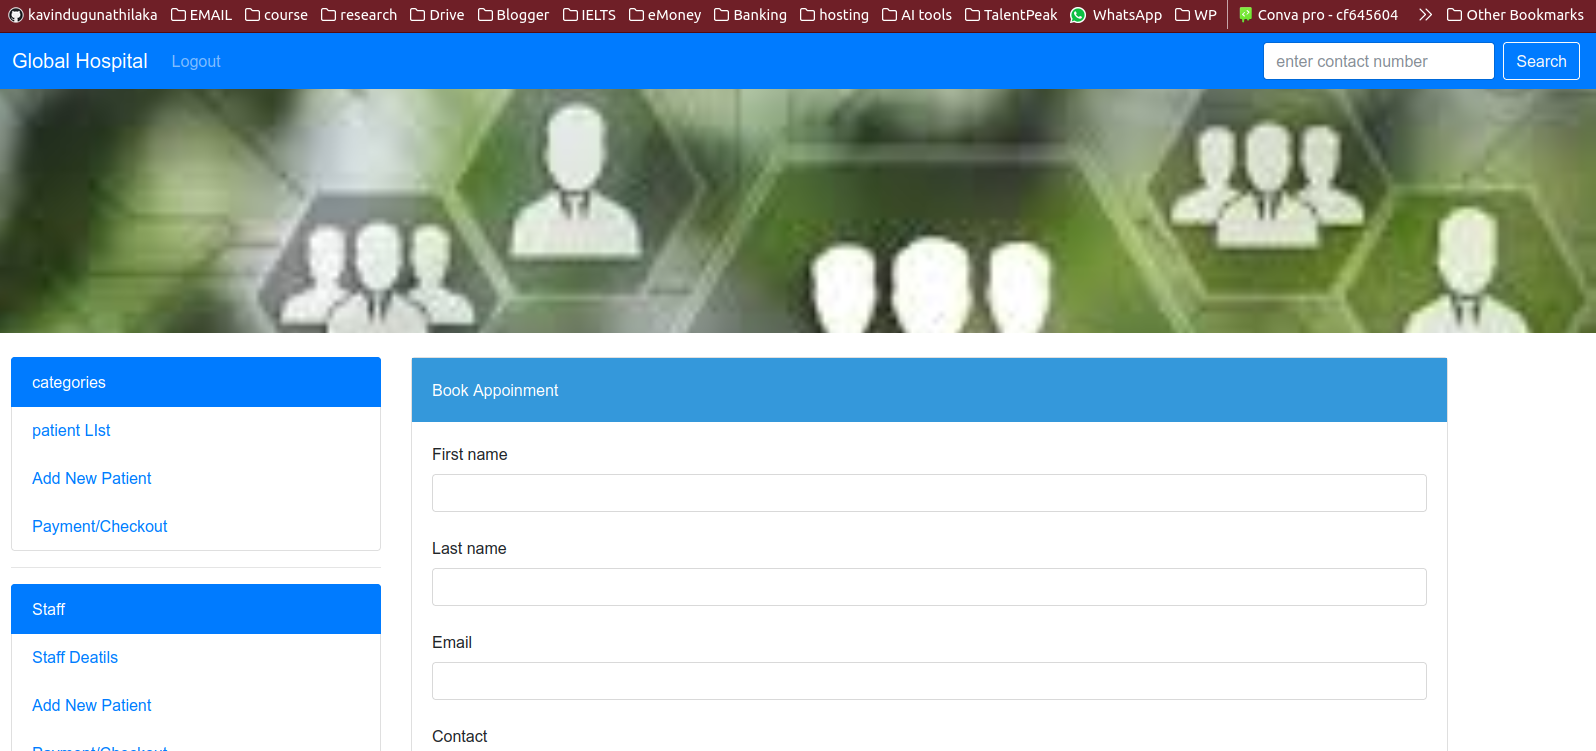 kavindugunathilaka EMAIL course research Drive Blogger IELTS eMoney Banking hosting AI tools TalentPeak WhatsApp WP Conva pro - cf645604 Other Bookmarks
Global Hospital Logout enter contact number Search
categories
patient LIst
Add New Patient
Payment/Checkout
Staff
Staff Deatils
Add New Patient
Payment/Checkout
Book Appoinment
First name
Last name
Email
Contact